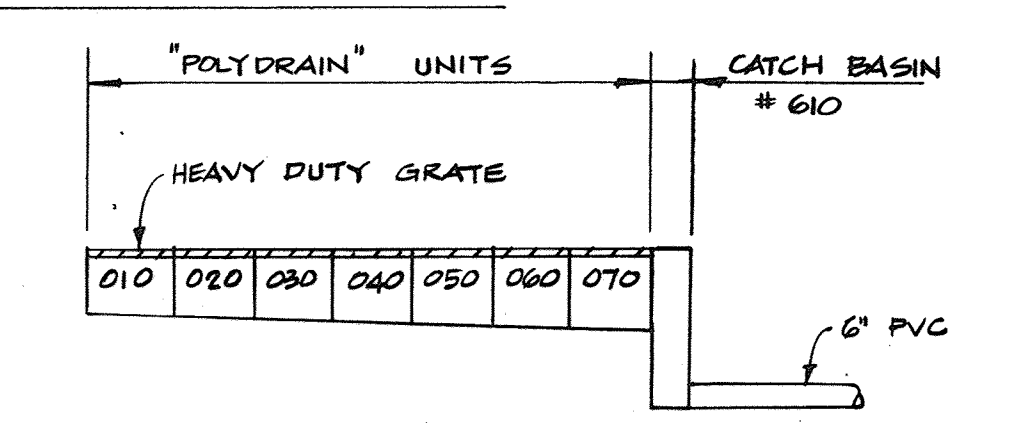 "POLYDRAIN" UNITS
CATCH BASIN
# 610
HEAVY DUTY GRATE
010 020 030 040 050 060 070
6" PVC